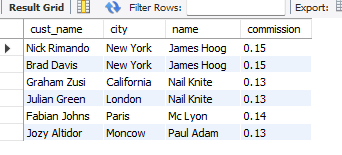 Result Grid Filter Rows: Export:
cust_name city name commission
Nick Rimando New York James Hoog 0.15
Brad Davis New York James Hoog 0.15
Graham Zusi California Nail Knite 0.13
Julian Green London Nail Knite 0.13
Fabian Johns Paris Mc Lyon 0.14
Jozy Altidor Moncow Paul Adam 0.13